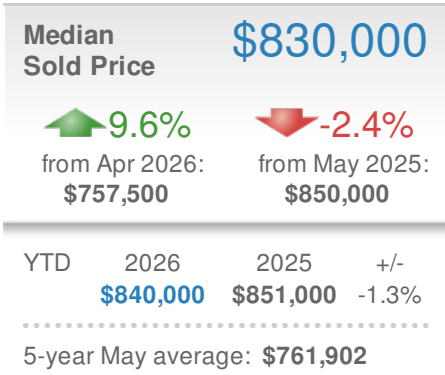 Median
Sold Price
$830,000
9.6%
-2.4%
from Apr 2026:
from May 2025:
$757,500
$850,000
YTD 2026 2025 +/-
$840,000 $851,000 -1.3%
5-year May average: $761,902